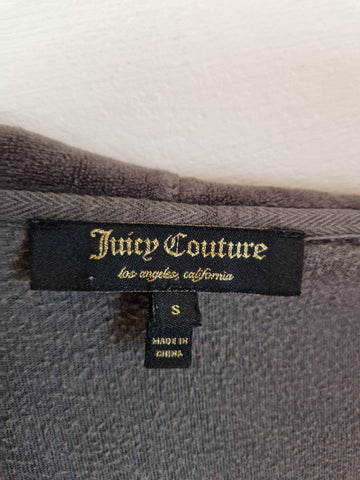 Juicy Couture
los angeles, california
S
MADE IN
CHINA